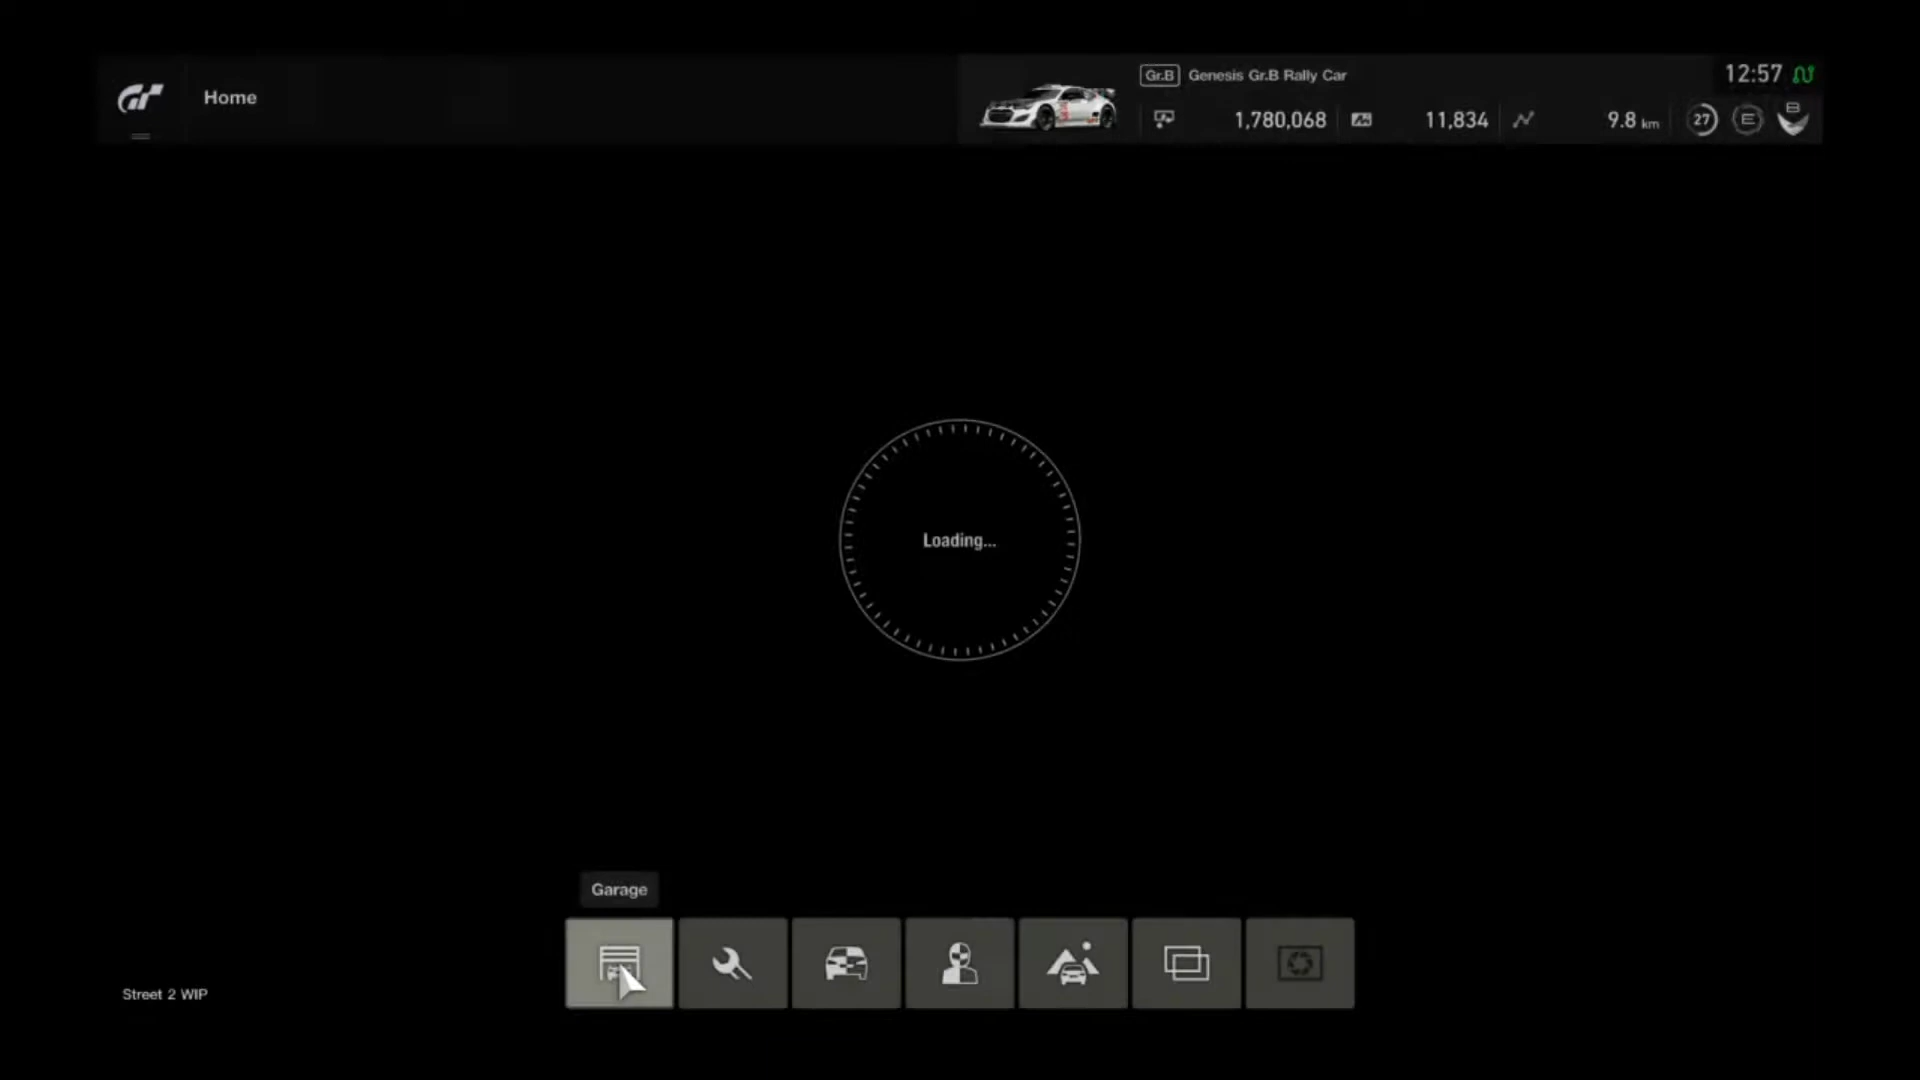 Home
Gr.B Genesis Gr.B Rally Car
12:57
1,780,068
11,834
9.8 km
27
E
B
Loading...
Garage
Street 2 WIP